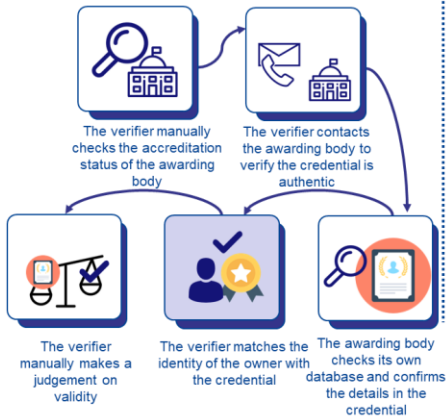 The verifier manually
checks the accreditation
status of the awarding
body
The verifier contacts
the awarding body to
verify the credential is
authentic
The verifier
manually makes a
judgement on
validity
The verifier matches the
identity of the owner with
the credential
The awarding body
checks its own
database and confirms
the details in the
credential